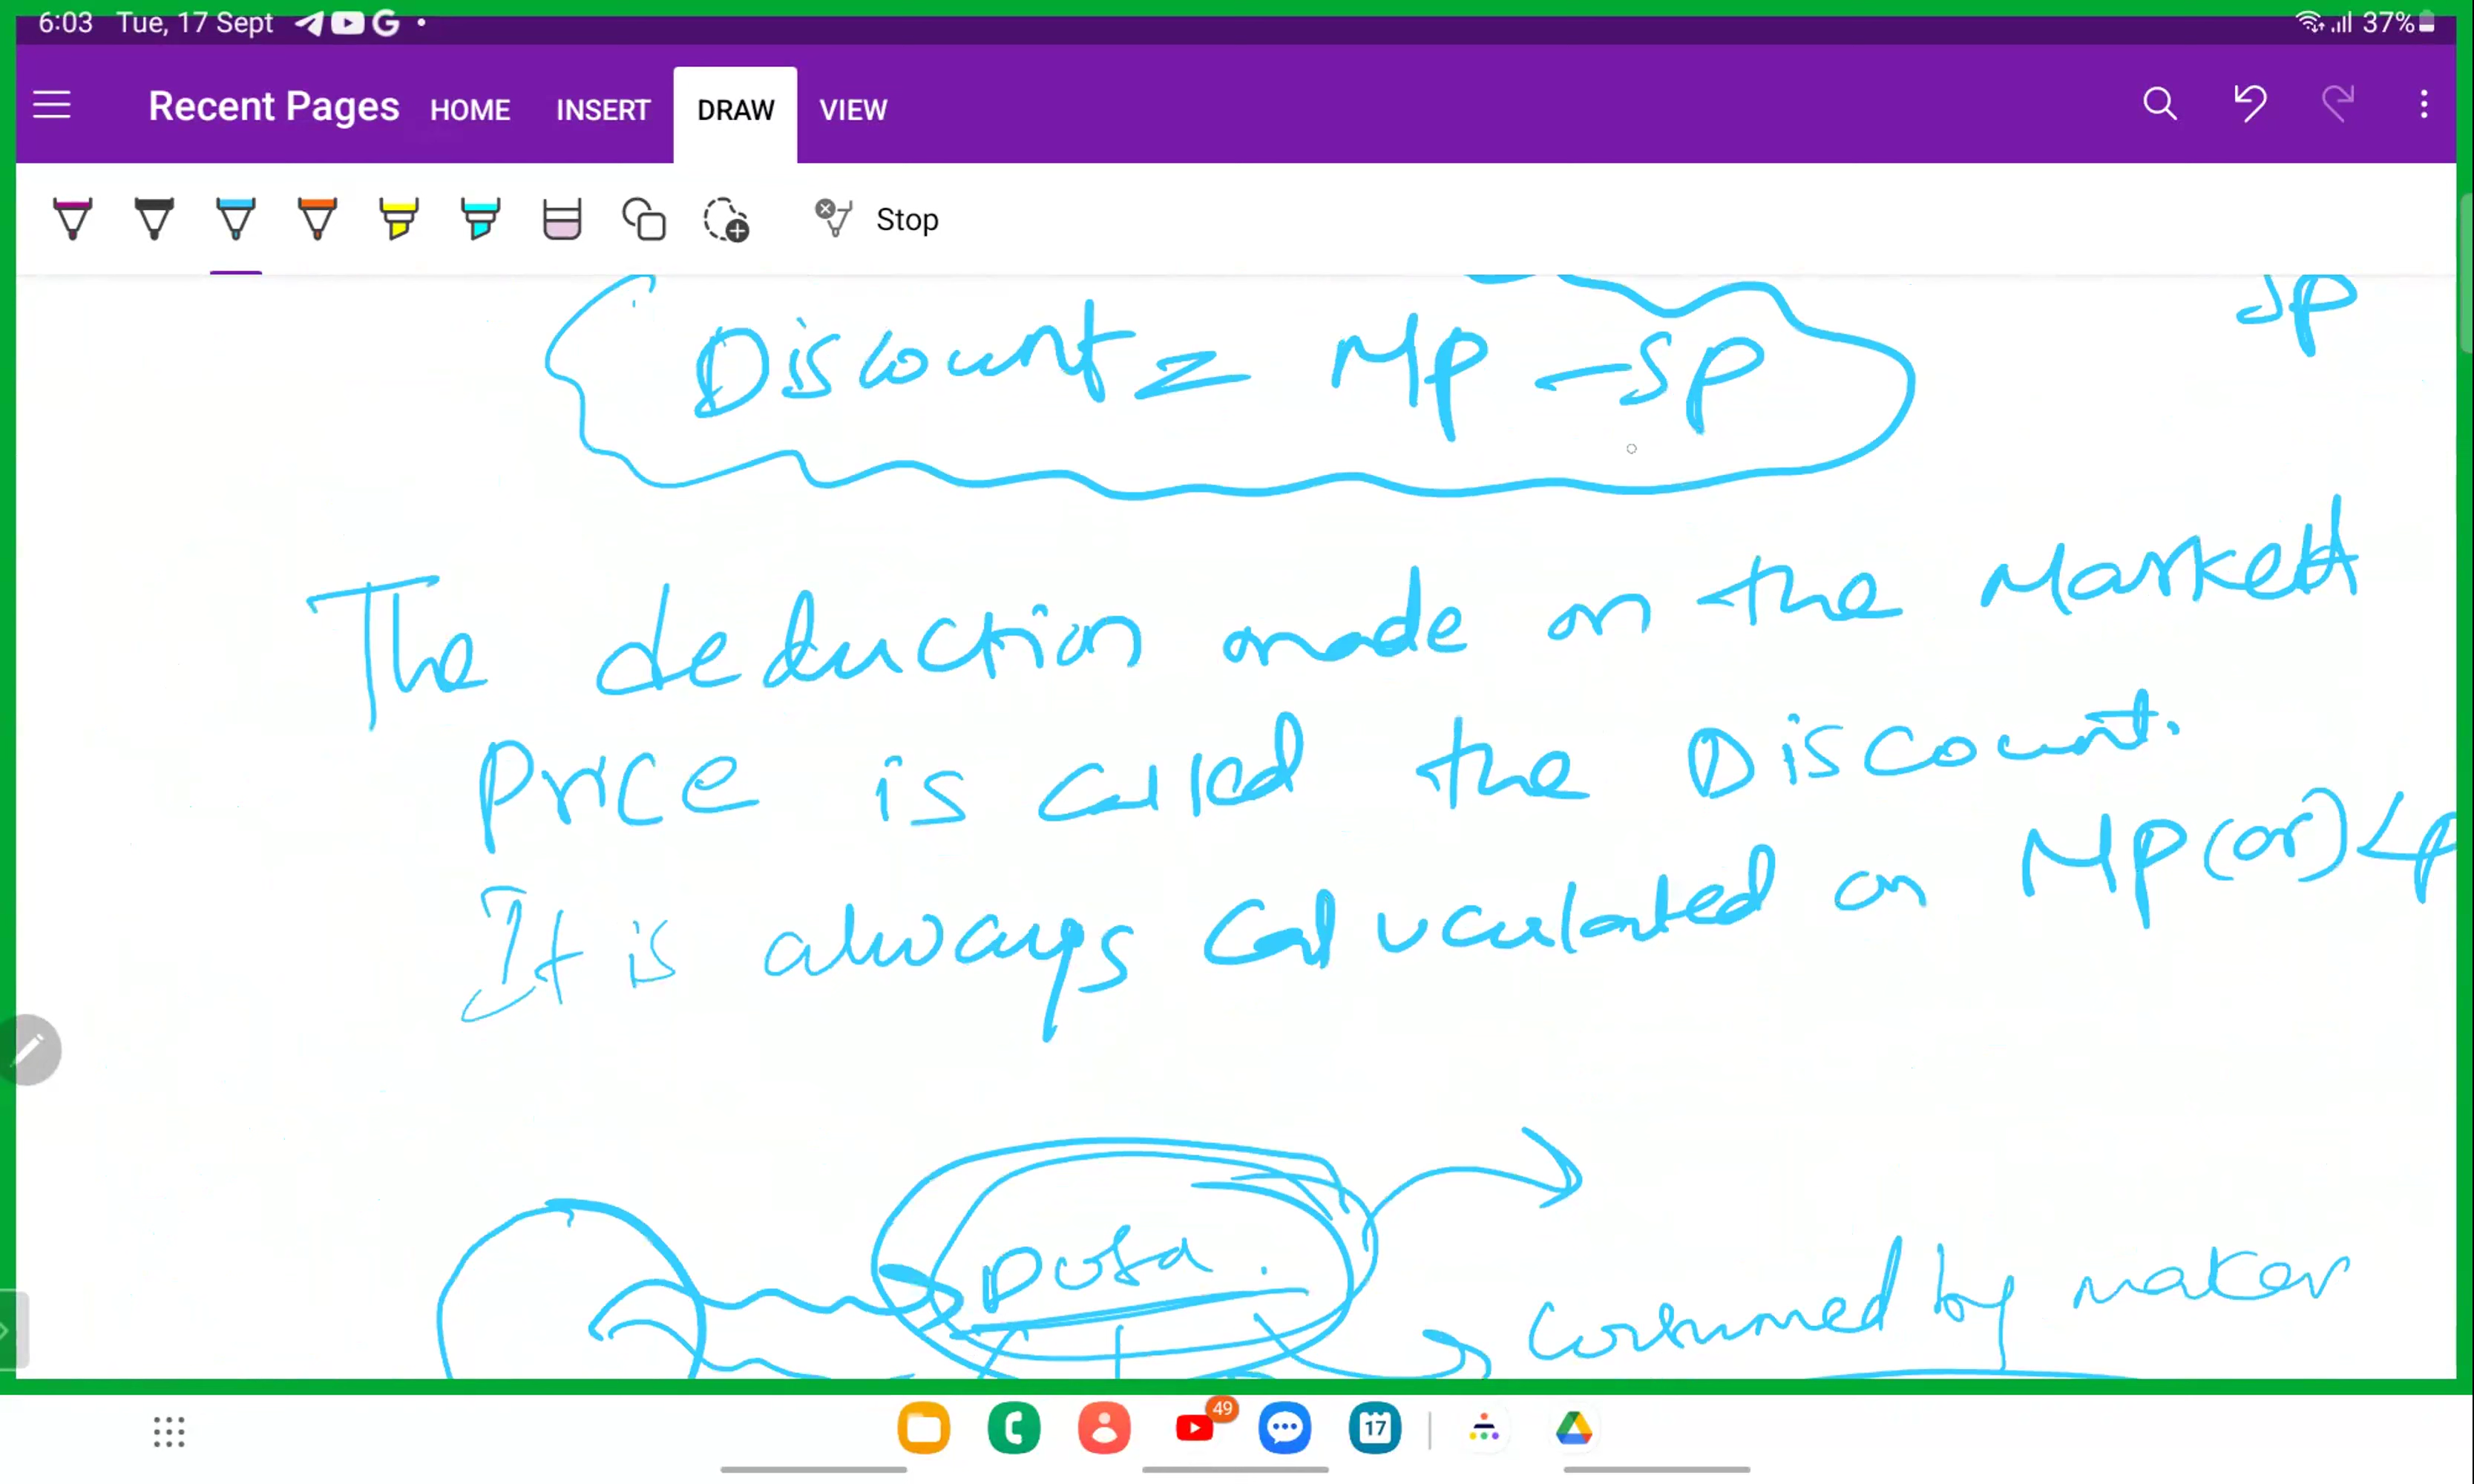 6:03 Tue, 17 Sept
37%
Recent Pages HOME INSERT DRAW VIEW
Stop
SP
Discount = MP - SP
The deduction made on the Market
Price is called the Discount.
It is always calculated on MP (or) LP
by maker
49
17